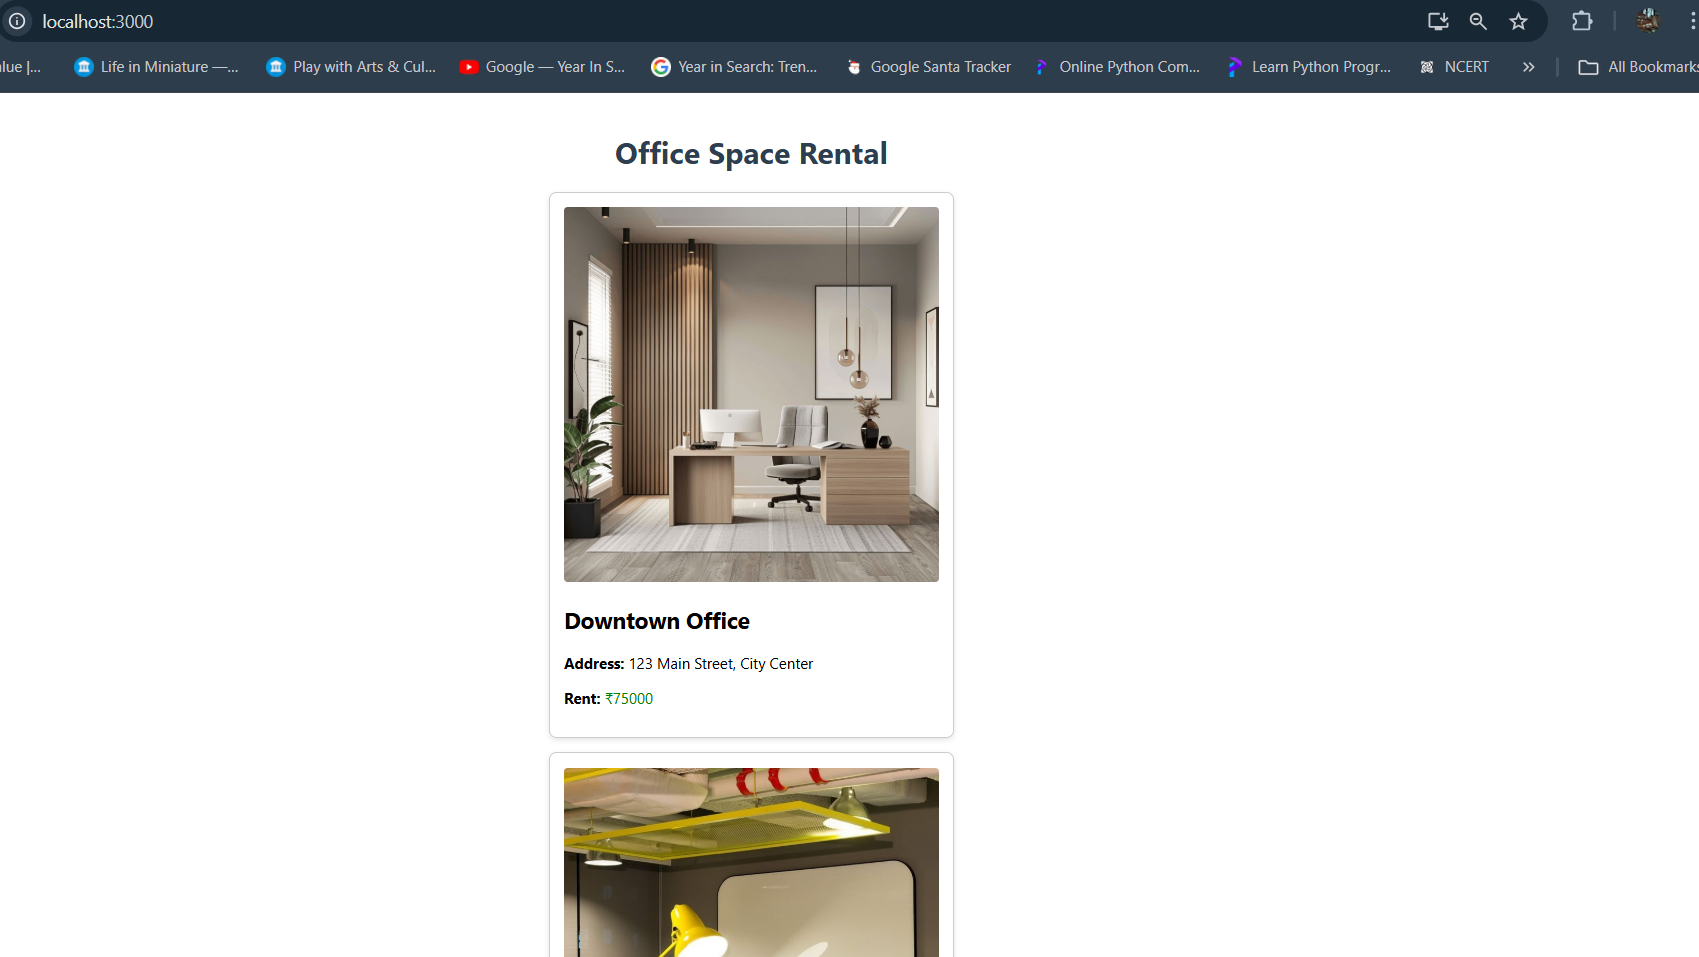 localhost:3000
alue |...
Life in Miniature —...
Play with Arts & Cul...
Google — Year In S...
Year in Search: Tren...
Google Santa Tracker
Online Python Com...
Learn Python Progr...
NCERT
All Bookmarks
Office Space Rental
Downtown Office
Address: 123 Main Street, City Center
Rent: ₹75000